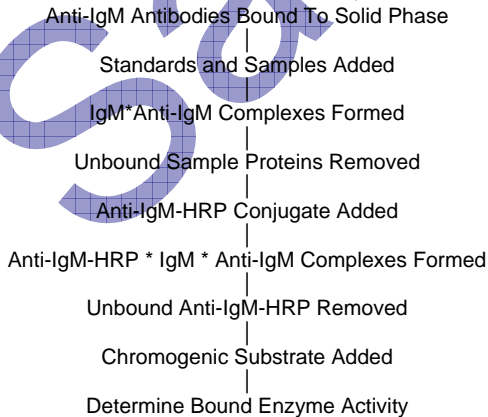 Anti-IgM Antibodies Bound To Solid Phase
Standards and Samples Added
IgM*Anti-IgM Complexes Formed
Unbound Sample Proteins Removed
Anti-IgM-HRP Conjugate Added
Anti-IgM-HRP * IgM * Anti-IgM Complexes Formed
Unbound Anti-IgM-HRP Removed
Chromogenic Substrate Added
Determine Bound Enzyme Activity